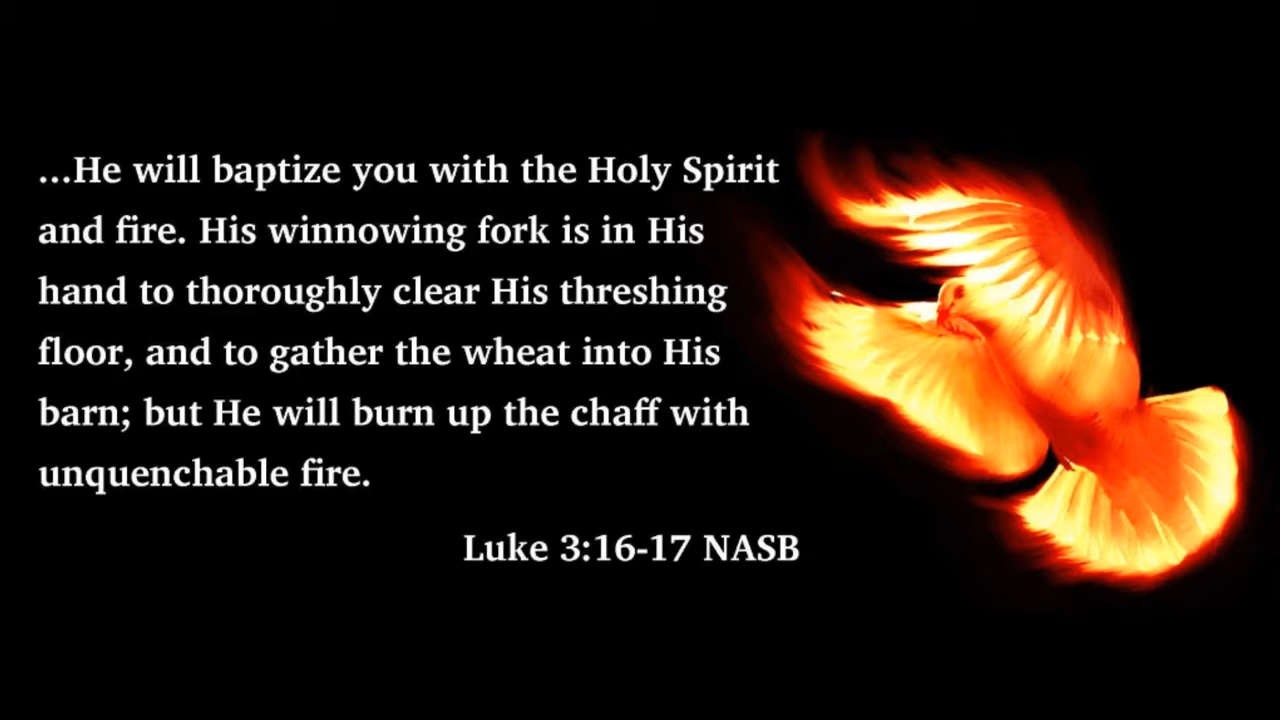 ...He will baptize you with the Holy Spirit
and fire. His winnowing fork is in His
hand to thoroughly clear His threshing
floor, and to gather the wheat into His
barn; but He will burn up the chaff with
unquenchable fire.
Luke 3:16-17 NASB